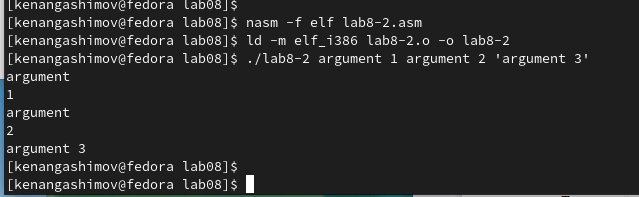 [kenangashimov@fedora lab08]$
[kenangashimov@fedora lab08]$ nasm -f elf lab8-2.asm
[kenangashimov@fedora lab08]$ ld -m elf_i386 lab8-2.o -o lab8-2
[kenangashimov@fedora lab08]$ ./lab8-2 argument 1 argument 2 'argument 3'
argument
1
argument
2
argument 3
[kenangashimov@fedora lab08]$
[kenangashimov@fedora lab08]$